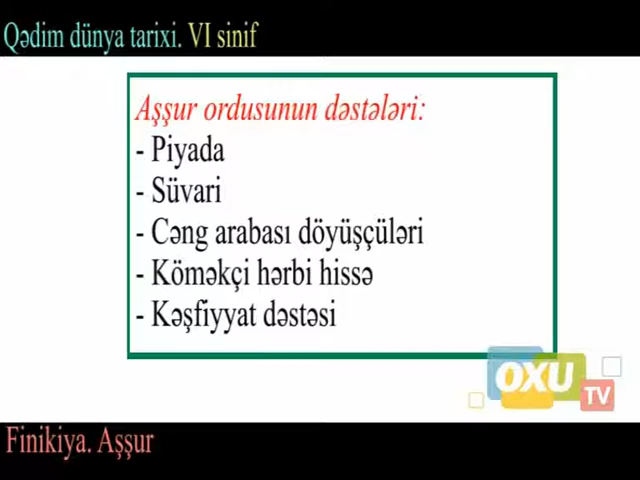 Qədim dünya tarixi. VI sinif
Aşşur ordusunun dəstələri:
- Piyada
- Süvari
- Cəng arabası döyüşçüləri
- Köməkçi hərbi hissə
- Kəşfiyyat dəstəsi
OXU
TV
Finikiya. Aşşur